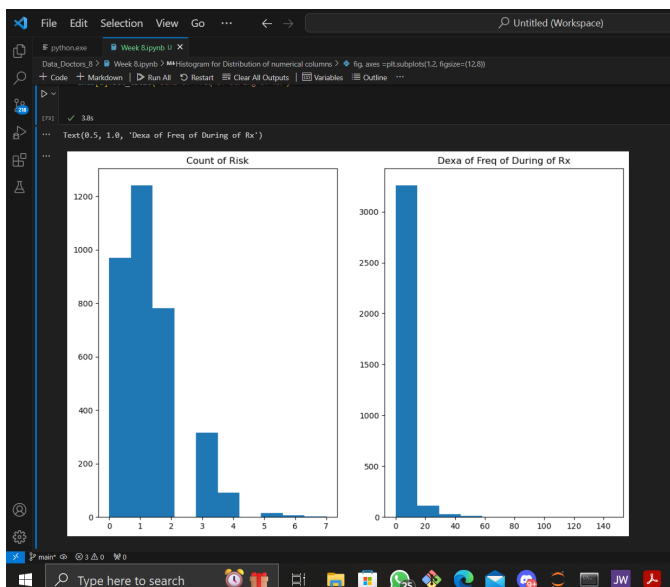 File Edit Selection View Go ··· ← → Untitled (Workspace)
python.exe Week 8.ipynb U ×
Data_Doctors_8 > Week 8.ipynb > M↓Histogram for Distribution of numerical columns > fig, axes =plt.subplots(1,2, figsize=(12,8))
+ Code + Markdown | Run All Restart Clear All Outputs | Variables Outline ···
[73] ✓ 3.8s
··· Text(0.5, 1.0, 'Dexa of Freq of During of Rx')
···
Count of Risk
1200
1000
800
600
400
200
0
0 1 2 3 4 5 6 7
Dexa of Freq of During of Rx
3000
2500
2000
1500
1000
500
0
0 20 40 60 80 100 120 140
main* 3 0 0
Type here to search
25
JW